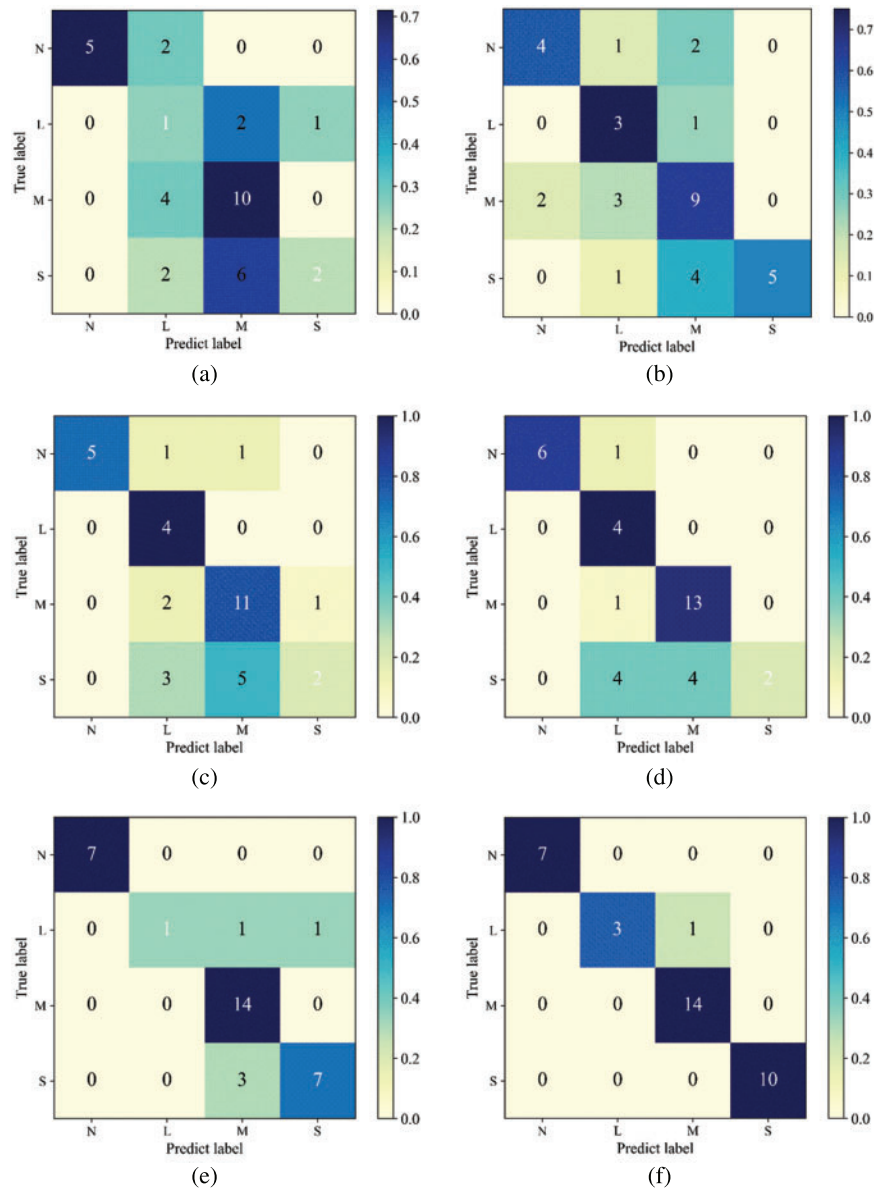 N 5 2 0 0
L 0 1 2 1
M 0 4 10 0
S 0 2 6 2
N L M S
True label
Predict label
0.7
0.6
0.5
0.4
0.3
0.2
0.1
0.0
(a)
N 4 1 2 0
L 0 3 1 0
M 2 3 9 0
S 0 1 4 5
N L M S
True label
Predict label
0.7
0.6
0.5
0.4
0.3
0.2
0.1
0.0
(b)
N 5 1 1 0
L 0 4 0 0
M 0 2 11 1
S 0 3 5 2
N L M S
True label
Predict label
1.0
0.8
0.6
0.4
0.2
0.0
(c)
N 6 1 0 0
L 0 4 0 0
M 0 1 13 0
S 0 4 4 2
N L M S
True label
Predict label
1.0
0.8
0.6
0.4
0.2
0.0
(d)
N 7 0 0 0
L 0 1 1 1
M 0 0 14 0
S 0 0 3 7
N L M S
True label
Predict label
1.0
0.8
0.6
0.4
0.2
0.0
(e)
N 7 0 0 0
L 0 3 1 0
M 0 0 14 0
S 0 0 0 10
N L M S
True label
Predict label
1.0
0.8
0.6
0.4
0.2
0.0
(f)